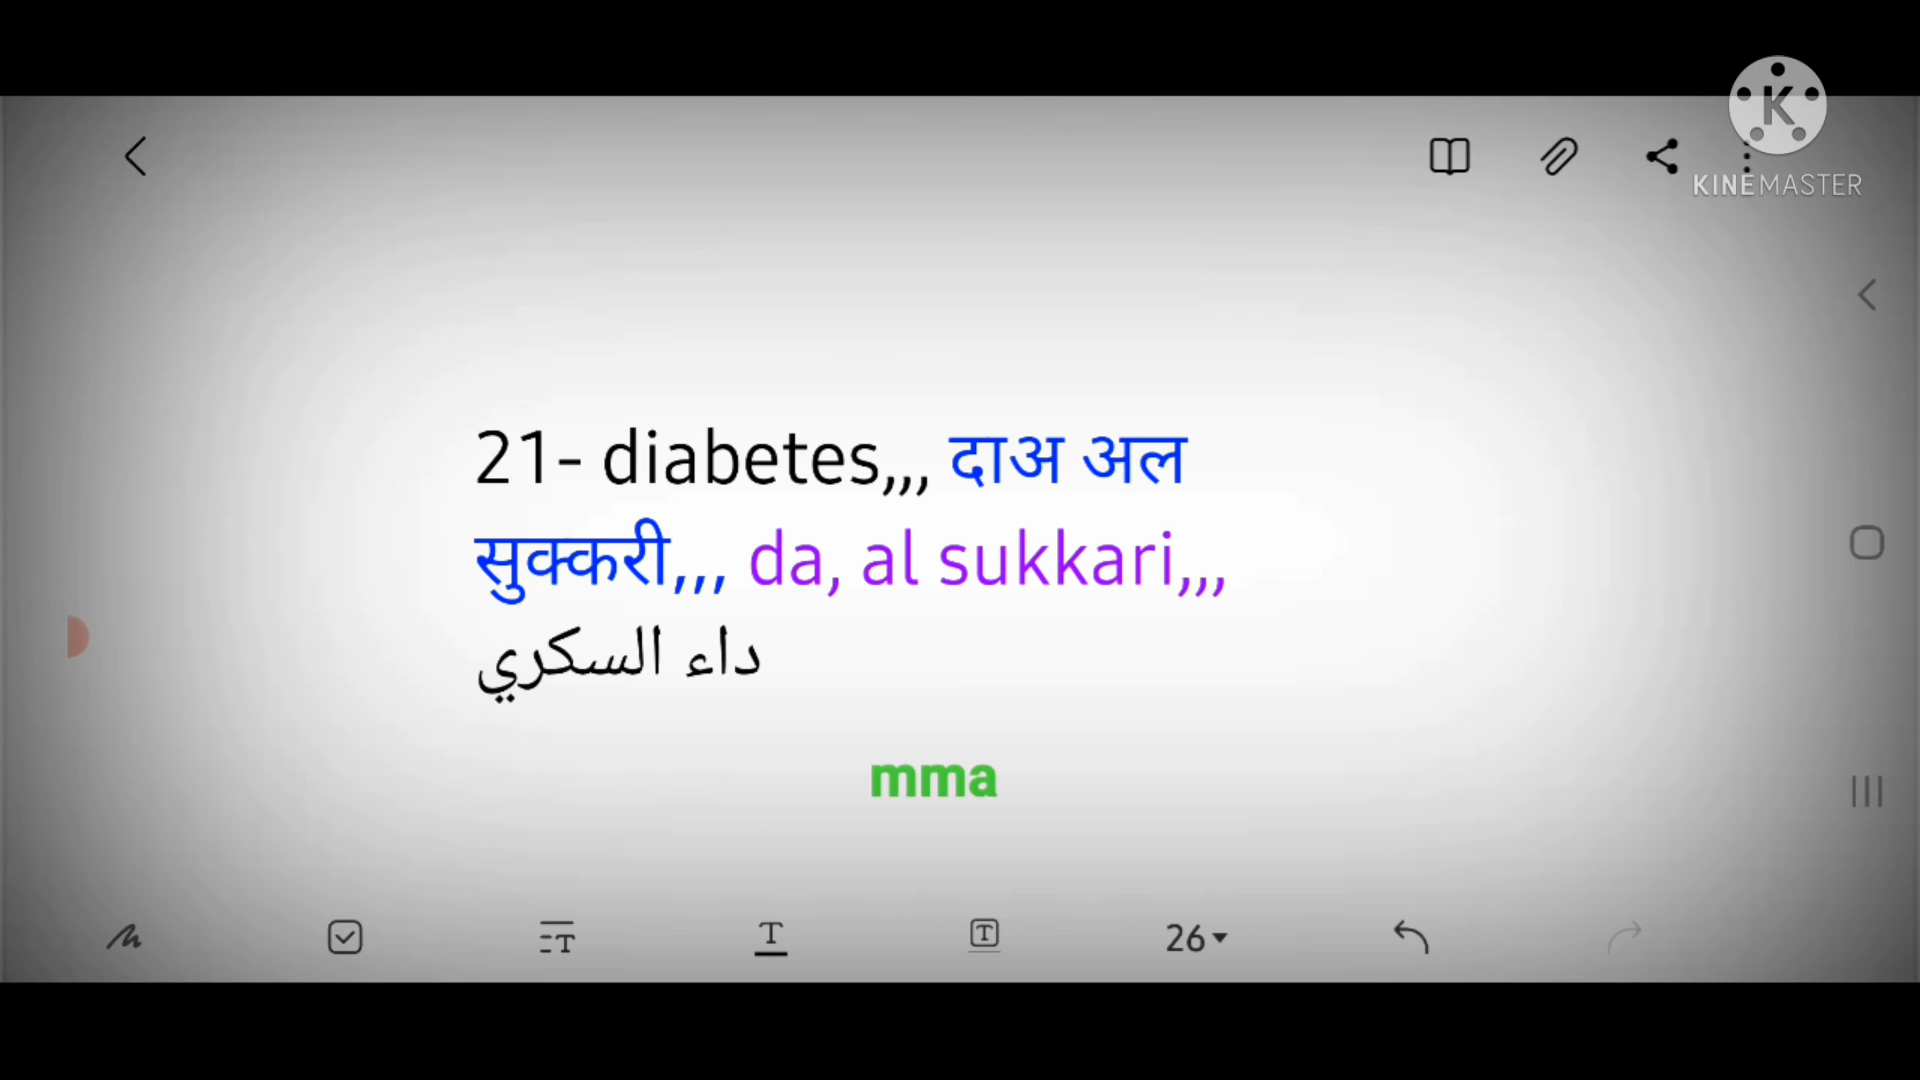 KINEMASTER
21- diabetes,,, दाअ अल
सुक्करी,,, da, al sukkari,,,
داء السكري
mma
26